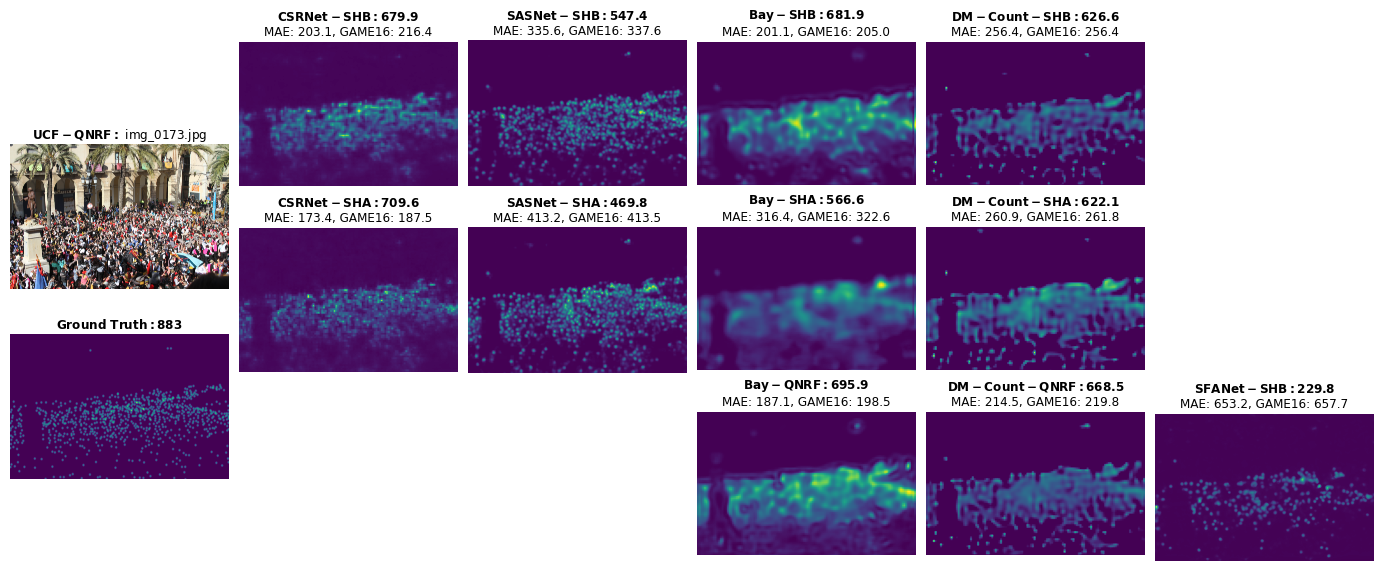 CSRNet − SHB : 679.9
MAE: 203.1, GAME16: 216.4
SASNet − SHB : 547.4
MAE: 335.6, GAME16: 337.6
Bay − SHB : 681.9
MAE: 201.1, GAME16: 205.0
DM − Count − SHB : 626.6
MAE: 256.4, GAME16: 256.4
UCF − QNRF : img_0173.jpg
CSRNet − SHA : 709.6
MAE: 173.4, GAME16: 187.5
SASNet − SHA : 469.8
MAE: 413.2, GAME16: 413.5
Bay − SHA : 566.6
MAE: 316.4, GAME16: 322.6
DM − Count − SHA : 622.1
MAE: 260.9, GAME16: 261.8
Ground Truth : 883
Bay − QNRF : 695.9
MAE: 187.1, GAME16: 198.5
DM − Count − QNRF : 668.5
MAE: 214.5, GAME16: 219.8
SFANet − SHB : 229.8
MAE: 653.2, GAME16: 657.7